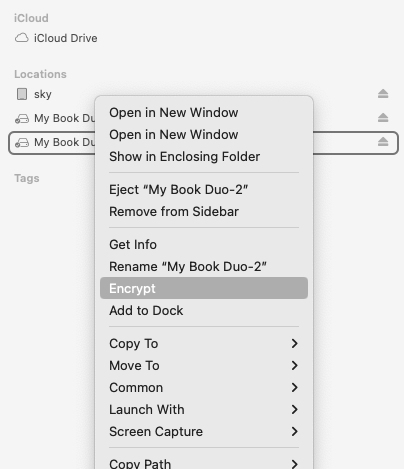 iCloud
iCloud Drive
Locations
sky
My Book Du
My Book Du
Tags
Open in New Window
Open in New Window
Show in Enclosing Folder
Eject “My Book Duo-2”
Remove from Sidebar
Get Info
Rename “My Book Duo-2”
Encrypt
Add to Dock
Copy To
Move To
Common
Launch With
Screen Capture
Copy Path